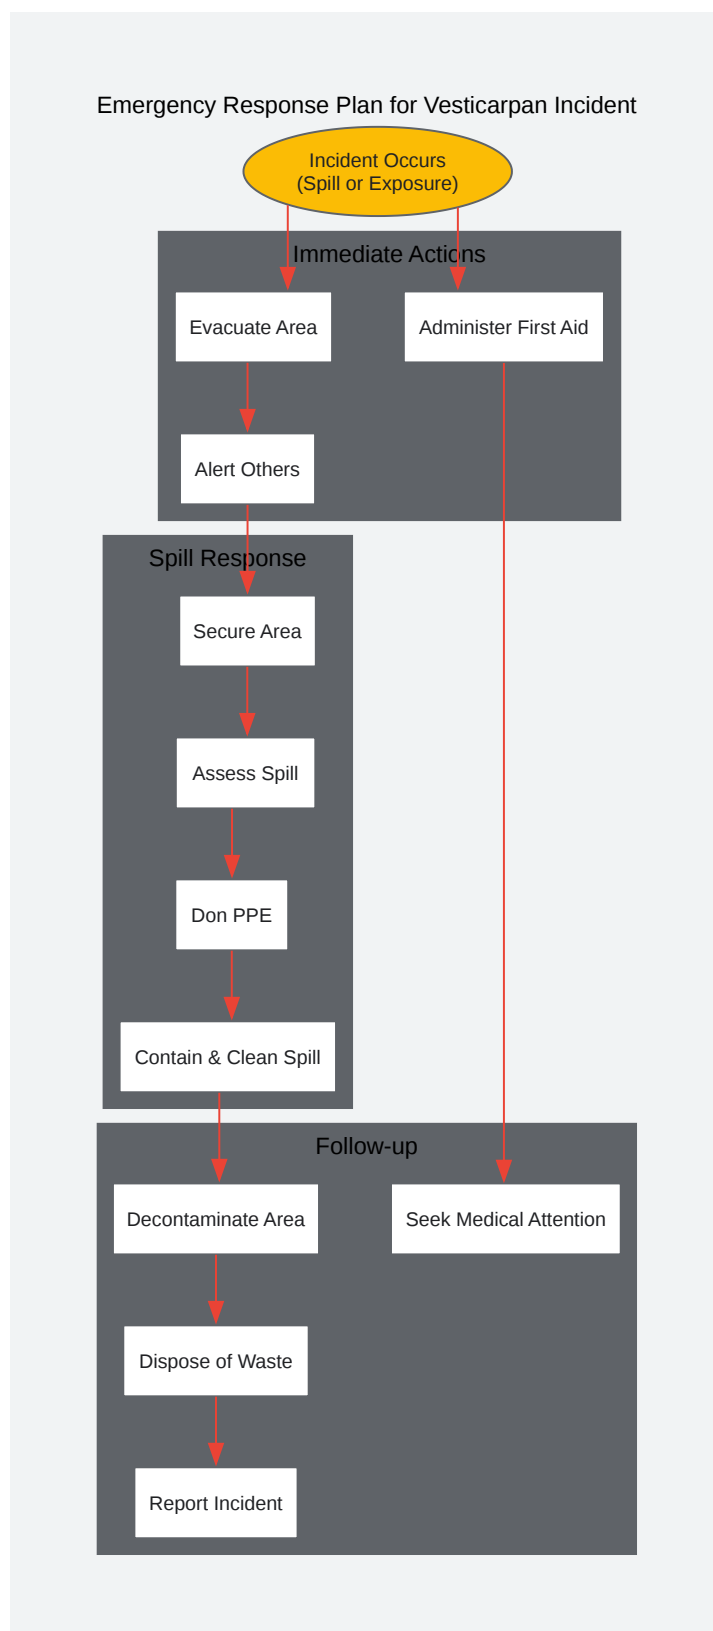 Emergency Response Plan for Vesticarpan Incident
Incident Occurs
(Spill or Exposure)
Immediate Actions
Evacuate Area
Administer First Aid
Alert Others
Spill Response
Secure Area
Assess Spill
Don PPE
Contain & Clean Spill
Follow-up
Decontaminate Area
Seek Medical Attention
Dispose of Waste
Report Incident